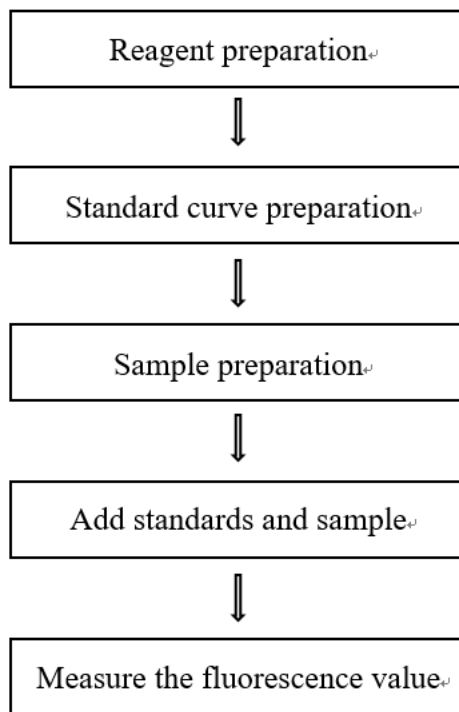 Reagent preparation
Standard curve preparation
Sample preparation
Add standards and sample
Measure the fluorescence value